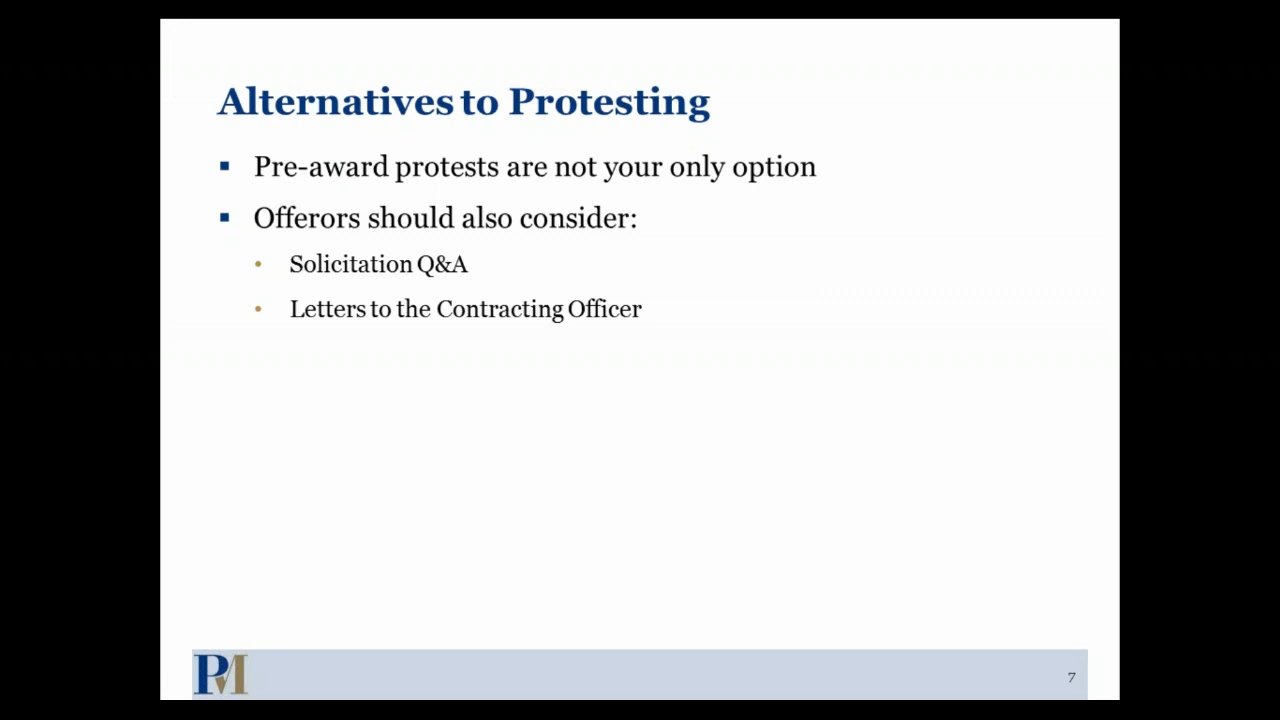 Alternatives to Protesting
▪ Pre-award protests are not your only option
▪ Offerors should also consider:
• Solicitation Q&A
• Letters to the Contracting Officer
PM
7